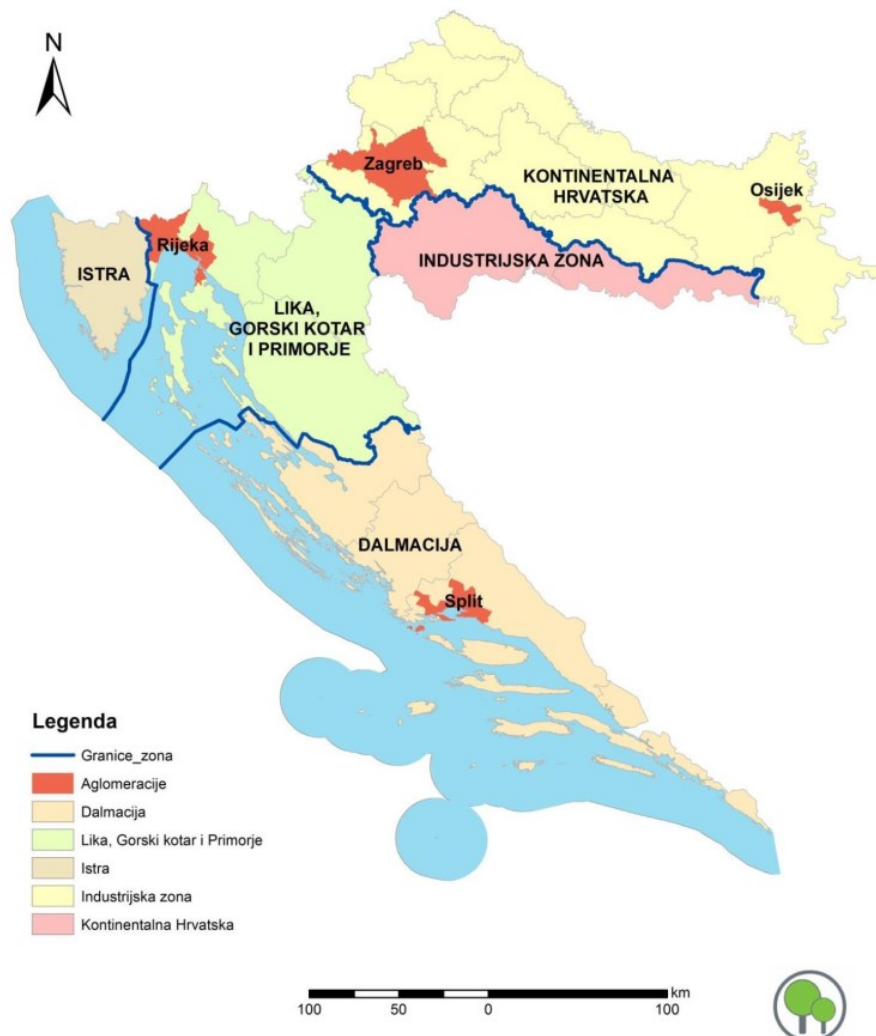 N
Zagreb
KONTINENTALNA
HRVATSKA
Osijek
Rijeka
ISTRA
INDUSTRIJSKA ZONA
LIKA,
GORSKI KOTAR
I PRIMORJE
DALMACIJA
Split
Legenda
Granice_zona
Aglomeracije
Dalmacija
Lika, Gorski kotar i Primorje
Istra
Industrijska zona
Kontinentalna Hrvatska
km
100 50 0 100